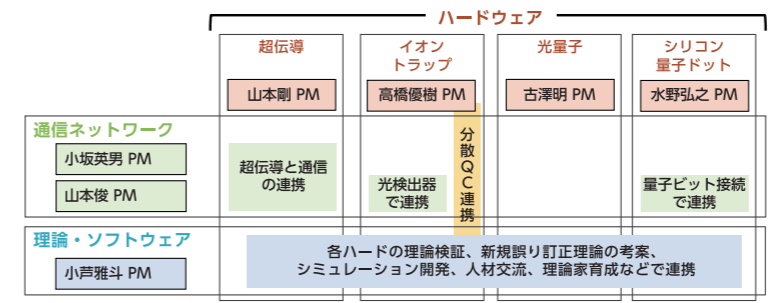 ハードウェア
超伝導
イオン
トラップ
光量子
シリコン
量子ドット
山本剛 PM
高橋優樹 PM
古澤明 PM
水野弘之 PM
通信ネットワーク
小坂英男 PM
山本俊 PM
超伝導と通信
の連携
光検出器
で連携
分散QC連携
量子ビット接続
で連携
理論・ソフトウェア
小芦雅斗 PM
各ハードの理論検証、新規誤り訂正理論の考案、
シミュレーション開発、人材交流、理論家育成などで連携